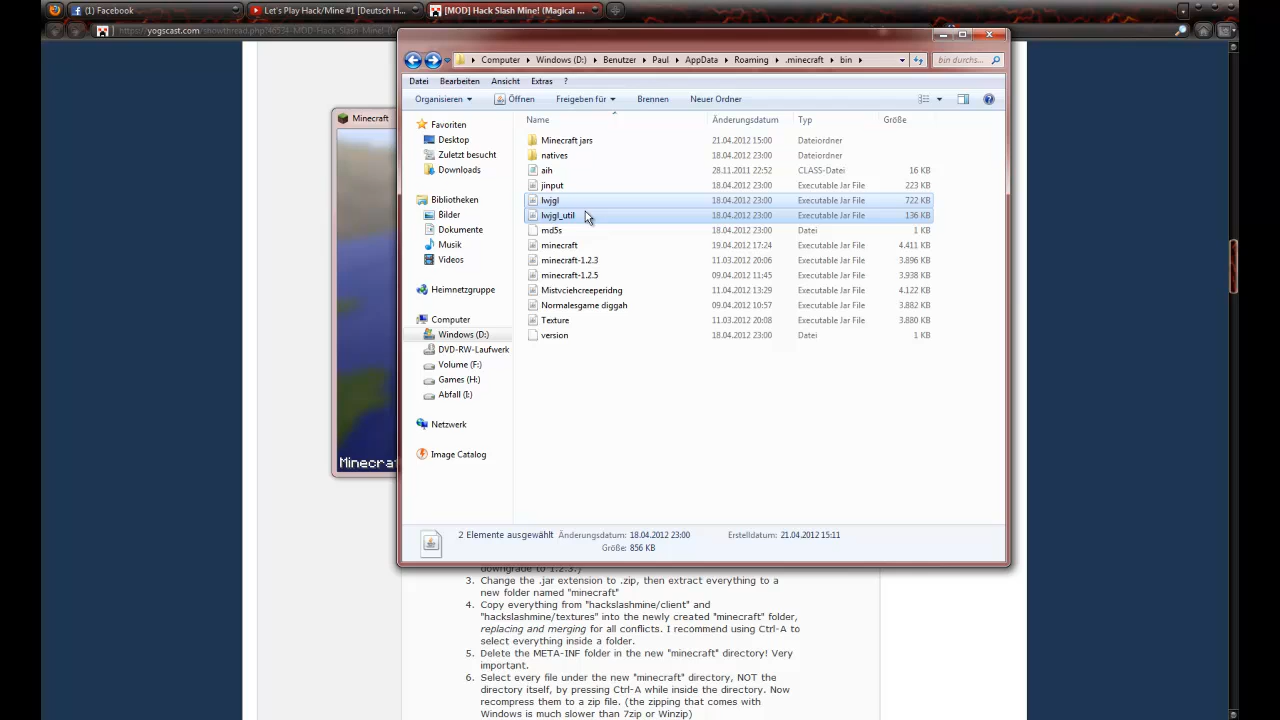 (1) Facebook
Let's Play Hack/Mine #1 [Deutsch H...
[MOD] Hack Slash Mine! (Magical ...
https://yogscast.com/showthread.php?46534-MOD-Hack-Slash-Mine!-(M
Computer Windows (D:) Benutzer Paul AppData Roaming .minecraft bin
bin durchs...
Datei Bearbeiten Ansicht Extras ?
Organisieren Öffnen Freigeben für Brennen Neuer Ordner
Name Änderungsdatum Typ Größe
Minecraft
Favoriten
Desktop
Zuletzt besucht
Downloads
Bibliotheken
Bilder
Dokumente
Musik
Videos
Heimnetzgruppe
Computer
Windows (D:)
DVD-RW-Laufwerk
Volume (F:)
Games (H:)
Abfall (I:)
Netzwerk
Image Catalog
Minecraft jars 21.04.2012 15:00 Dateiordner
natives 18.04.2012 23:00 Dateiordner
aih 28.11.2011 22:52 CLASS-Datei 16 KB
jinput 18.04.2012 23:00 Executable Jar File 223 KB
lwjgl 18.04.2012 23:00 Executable Jar File 722 KB
lwjgl_util 18.04.2012 23:00 Executable Jar File 136 KB
md5s 18.04.2012 23:00 Datei 1 KB
minecraft 19.04.2012 17:24 Executable Jar File 4.411 KB
minecraft-1.2.3 11.03.2012 20:06 Executable Jar File 3.896 KB
minecraft-1.2.5 09.04.2012 11:45 Executable Jar File 3.938 KB
Mistvciehcreeperidng 11.04.2012 13:29 Executable Jar File 4.122 KB
Normalesgame diggah 09.04.2012 10:57 Executable Jar File 3.882 KB
Texture 11.03.2012 20:08 Executable Jar File 3.880 KB
version 18.04.2012 23:00 Datei 1 KB
Minecra
2 Elemente ausgewählt Änderungsdatum: 18.04.2012 23:00 Erstelldatum: 21.04.2012 15:11
Größe: 856 KB
downgrade to 1.2.3.)
3. Change the .jar extension to .zip, then extract everything to a
new folder named "minecraft"
4. Copy everything from "hackslashmine/client" and
"hackslashmine/textures" into the newly created "minecraft" folder,
replacing and merging for all conflicts. I recommend using Ctrl-A to
select everything inside a folder.
5. Delete the META-INF folder in the new "minecraft" directory! Very
important.
6. Select every file under the new "minecraft" directory, NOT the
directory itself, by pressing Ctrl-A while inside the directory. Now
recompress them to a zip file. (the zipping that comes with
Windows is much slower than 7zip or Winzip)